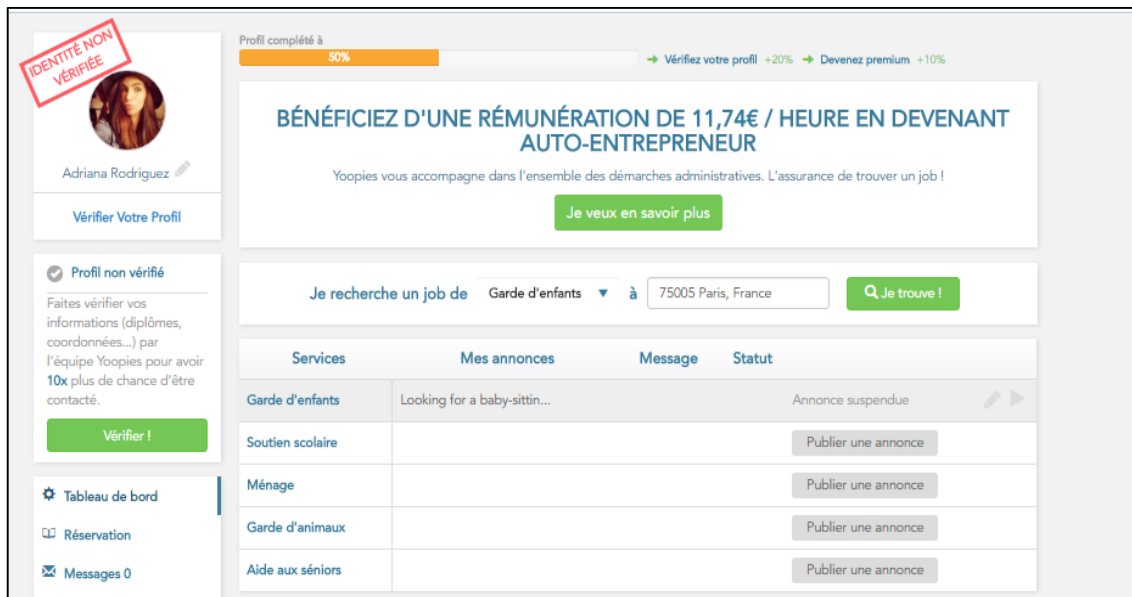 IDENTITÉ NON
VÉRIFIÉE
Adriana Rodriguez
Vérifier Votre Profil
Profil non vérifié
Faites vérifier vos
informations (diplômes,
coordonnées...) par
l'équipe Yoopies pour avoir
10x plus de chance d'être
contacté.
Vérifier !
Tableau de bord
Réservation
Messages 0
Profil complété à
50%
Vérifiez votre profil +20% Devenez premium +10%
BÉNÉFICIEZ D'UNE RÉMUNÉRATION DE 11,74€ / HEURE EN DEVENANT
AUTO-ENTREPRENEUR
Yoopies vous accompagne dans l'ensemble des démarches administratives. L'assurance de trouver un job !
Je veux en savoir plus
Je recherche un job de Garde d'enfants à 75005 Paris, France Je trouve !
Services Mes annonces Message Statut
Garde d'enfants Looking for a baby-sittin... Annonce suspendue
Soutien scolaire Publier une annonce
Ménage Publier une annonce
Garde d'animaux Publier une annonce
Aide aux séniors Publier une annonce